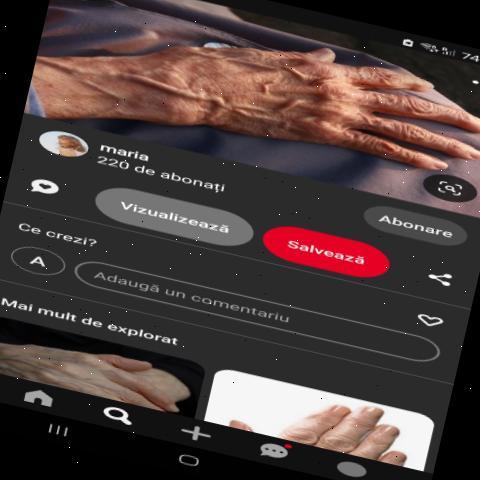 74
maria
220 de abonați
Abonare
Vizualizează
Salvează
Ce crezi?
A
Adaugă un comentariu
Mai mult de explorat